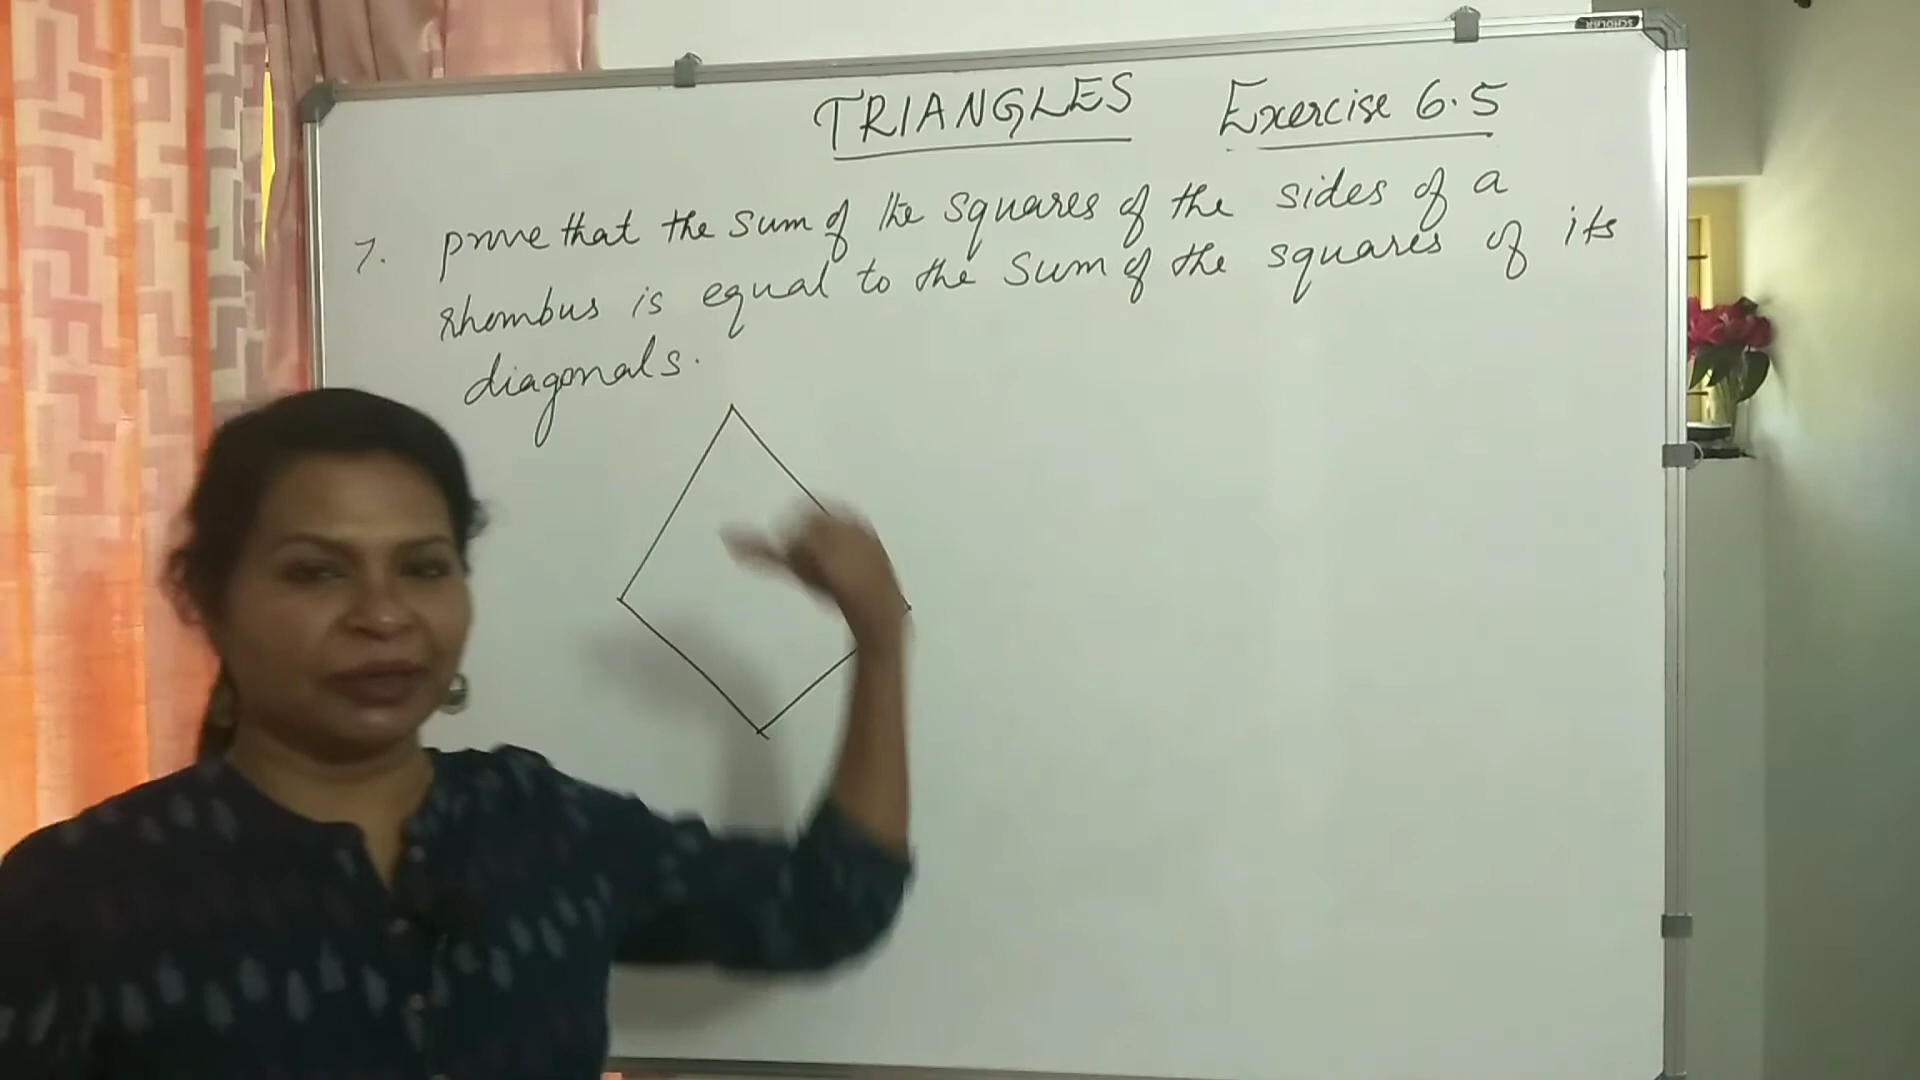 TRIANGLES Exercise 6.5
7. prove that the sum of the squares of the sides of a
rhombus is equal to the sum of the squares of its
diagonals.
SCHOLAR